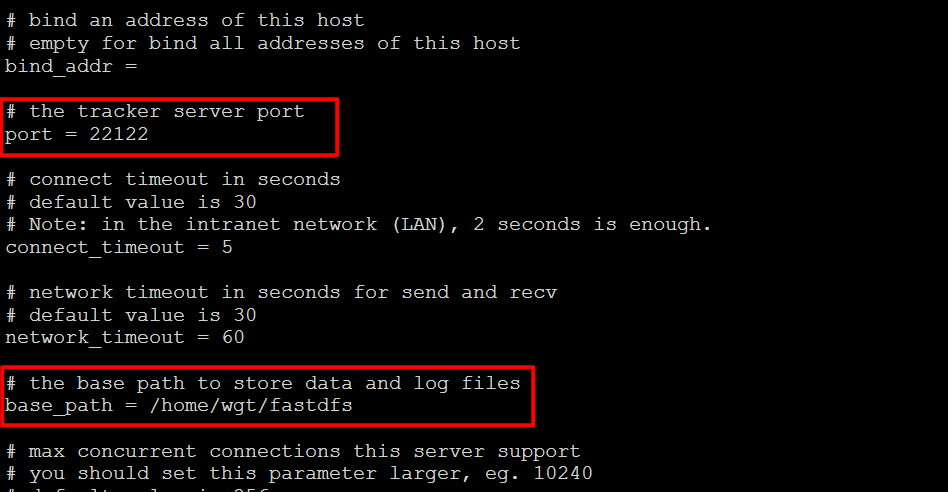 # bind an address of this host
# empty for bind all addresses of this host
bind_addr =
# the tracker server port
port = 22122
# connect timeout in seconds
# default value is 30
# Note: in the intranet network (LAN), 2 seconds is enough.
connect_timeout = 5
# network timeout in seconds for send and recv
# default value is 30
network_timeout = 60
# the base path to store data and log files
base_path = /home/wgt/fastdfs
# max concurrent connections this server support
# you should set this parameter larger, eg. 10240
# default value is 256